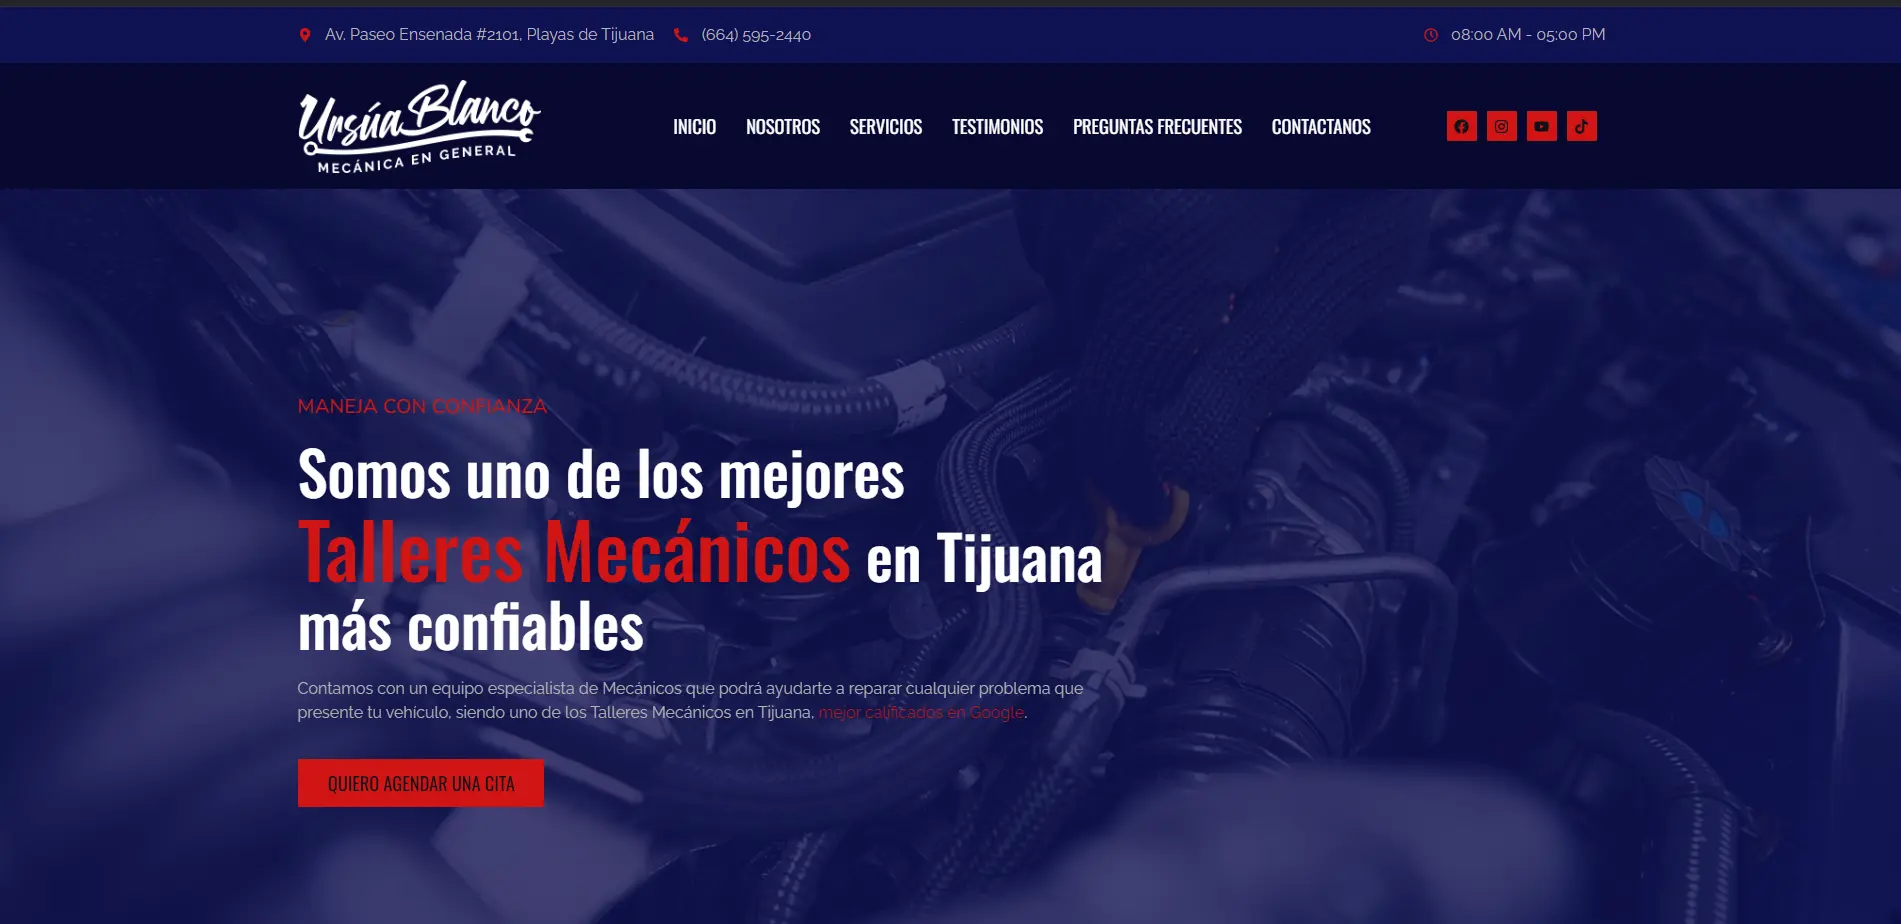 Av. Paseo Ensenada #2101, Playas de Tijuana
(664) 595-2440
08:00 AM - 05:00 PM
Ursúa Blanco
MECÁNICA EN GENERAL
INICIO
NOSOTROS
SERVICIOS
TESTIMONIOS
PREGUNTAS FRECUENTES
CONTACTANOS
MANEJA CON CONFIANZA
Somos uno de los mejores
Talleres Mecánicos en Tijuana
más confiables
Contamos con un equipo especialista de Mecánicos que podrá ayudarte a reparar cualquier problema que
presente tu vehículo, siendo uno de los Talleres Mecánicos en Tijuana, mejor calificados en Google.
QUIERO AGENDAR UNA CITA